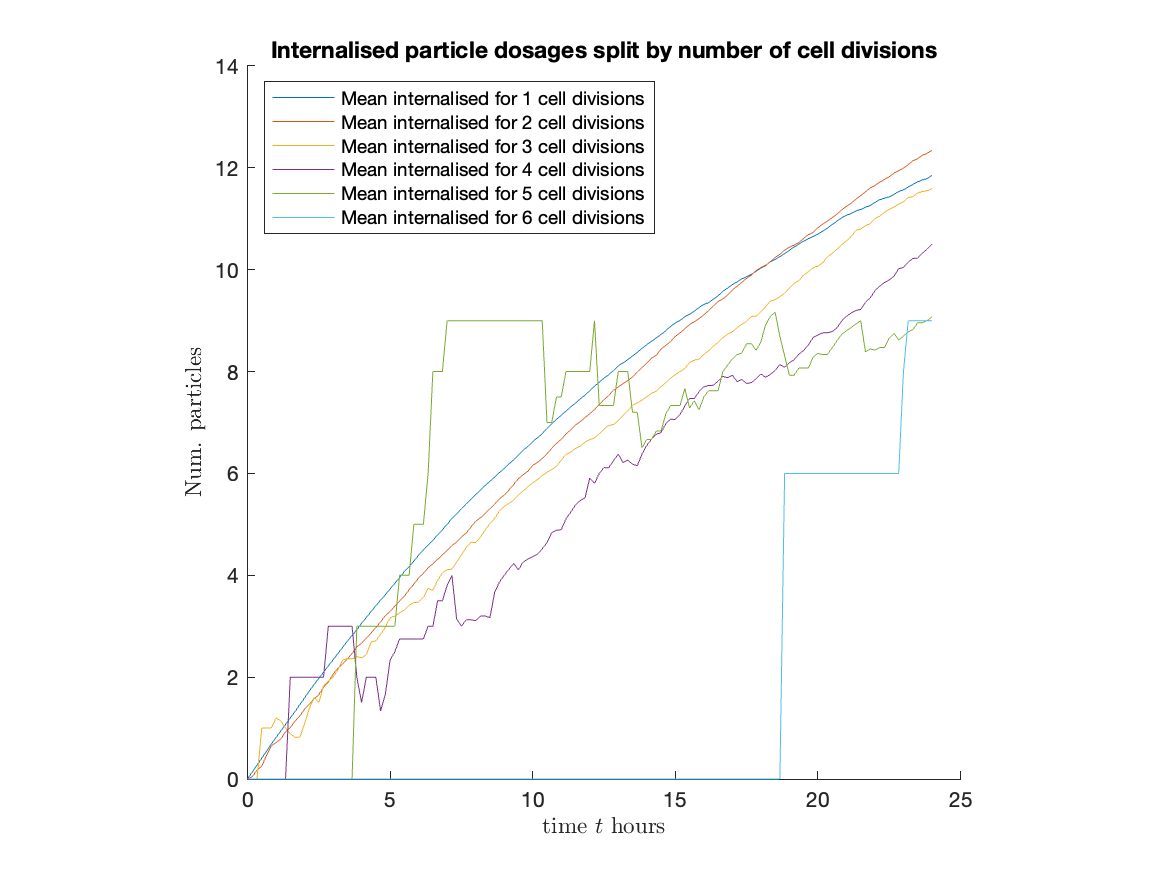 Internalised particle dosages split by number of cell divisions
14
12
10
8
6
4
2
0
Mean internalised for 1 cell divisions
Mean internalised for 2 cell divisions
Mean internalised for 3 cell divisions
Mean internalised for 4 cell divisions
Mean internalised for 5 cell divisions
Mean internalised for 6 cell divisions
Num. particles
0 5 10 15 20 25
time t hours